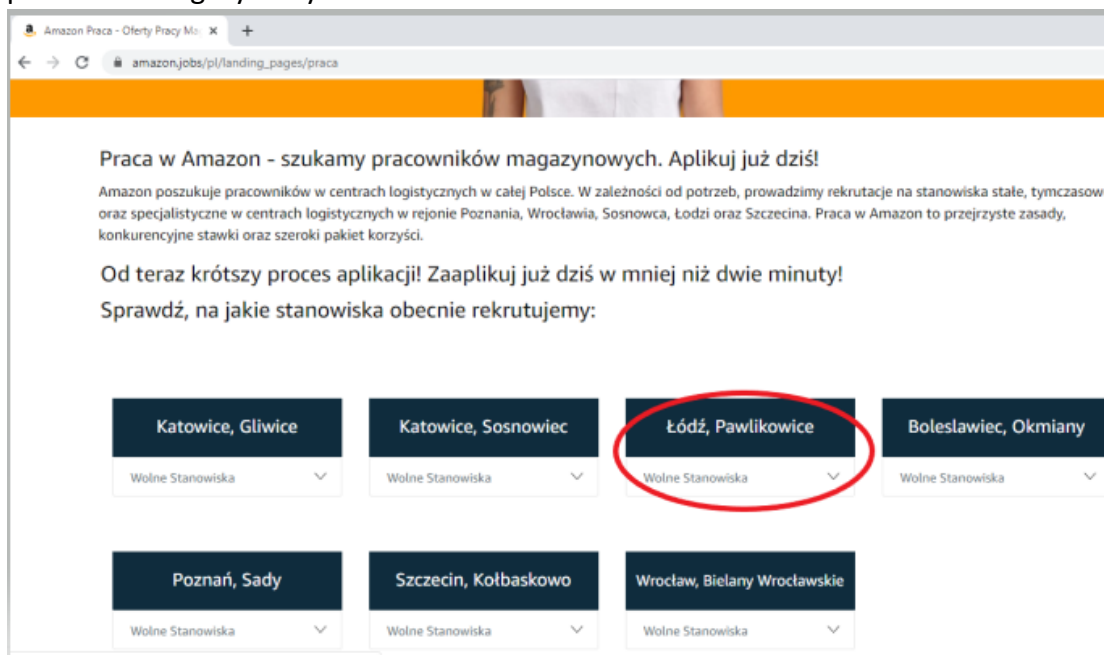 Amazon Praca - Oferty Pracy Ma
amazon.jobs/pl/landing_pages/praca
Praca w Amazon - szukamy pracowników magazynowych. Aplikuj już dziś!
Amazon poszukuje pracowników w centrach logistycznych w całej Polsce. W zależności od potrzeb, prowadzimy rekrutacje na stanowiska stałe, tymczasow
oraz specjalistyczne w centrach logistycznych w rejonie Poznania, Wrocławia, Sosnowca, Łodzi oraz Szczecina. Praca w Amazon to przejrzyste zasady,
konkurencyjne stawki oraz szeroki pakiet korzyści.
Od teraz krótszy proces aplikacji! Zaaplikuj już dziś w mniej niż dwie minuty!
Sprawdź, na jakie stanowiska obecnie rekrutujemy:
Katowice, Gliwice
Katowice, Sosnowiec
Łódź, Pawlikowice
Boleslawiec, Okmiany
Wolne Stanowiska
Wolne Stanowiska
Wolne Stanowiska
Wolne Stanowiska
Poznań, Sady
Szczecin, Kołbaskowo
Wrocław, Bielany Wrocławskie
Wolne Stanowiska
Wolne Stanowiska
Wolne Stanowiska